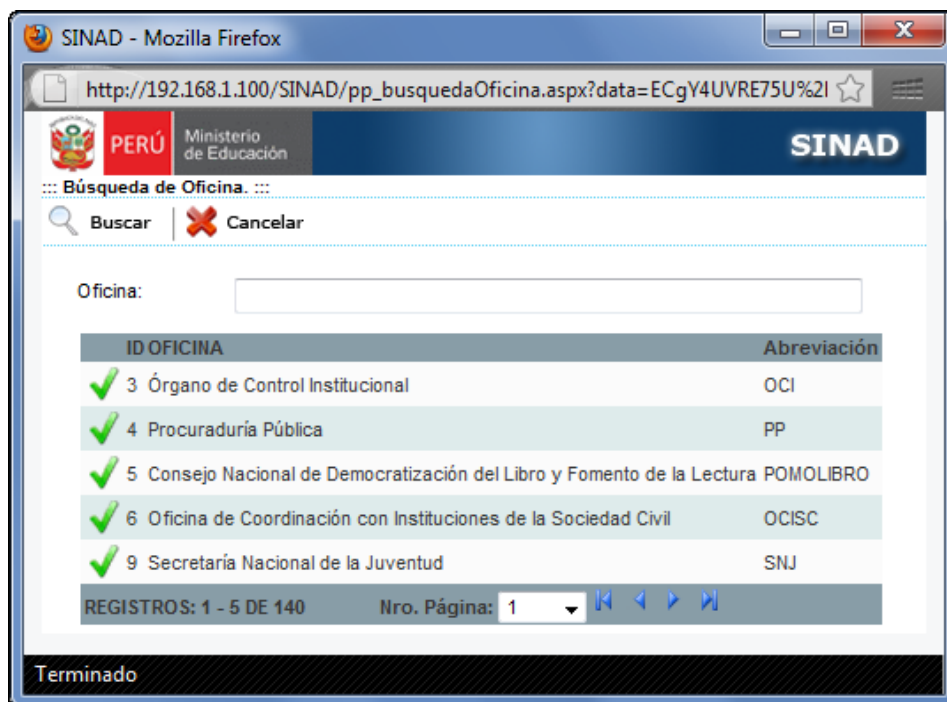 SINAD - Mozilla Firefox
http://192.168.1.100/SINAD/pp_busquedaOficina.aspx?data=ECgY4UVRE75U%2
PERÚ Ministerio de Educación SINAD
::: Búsqueda de Oficina. :::
Buscar Cancelar
Oficina:
ID OFICINA Abreviación
3 Órgano de Control Institucional OCI
4 Procuraduría Pública PP
5 Consejo Nacional de Democratización del Libro y Fomento de la Lectura POMOLIBRO
6 Oficina de Coordinación con Instituciones de la Sociedad Civil OCISC
9 Secretaría Nacional de la Juventud SNJ
REGISTROS: 1 - 5 DE 140 Nro. Página: 1
Terminado